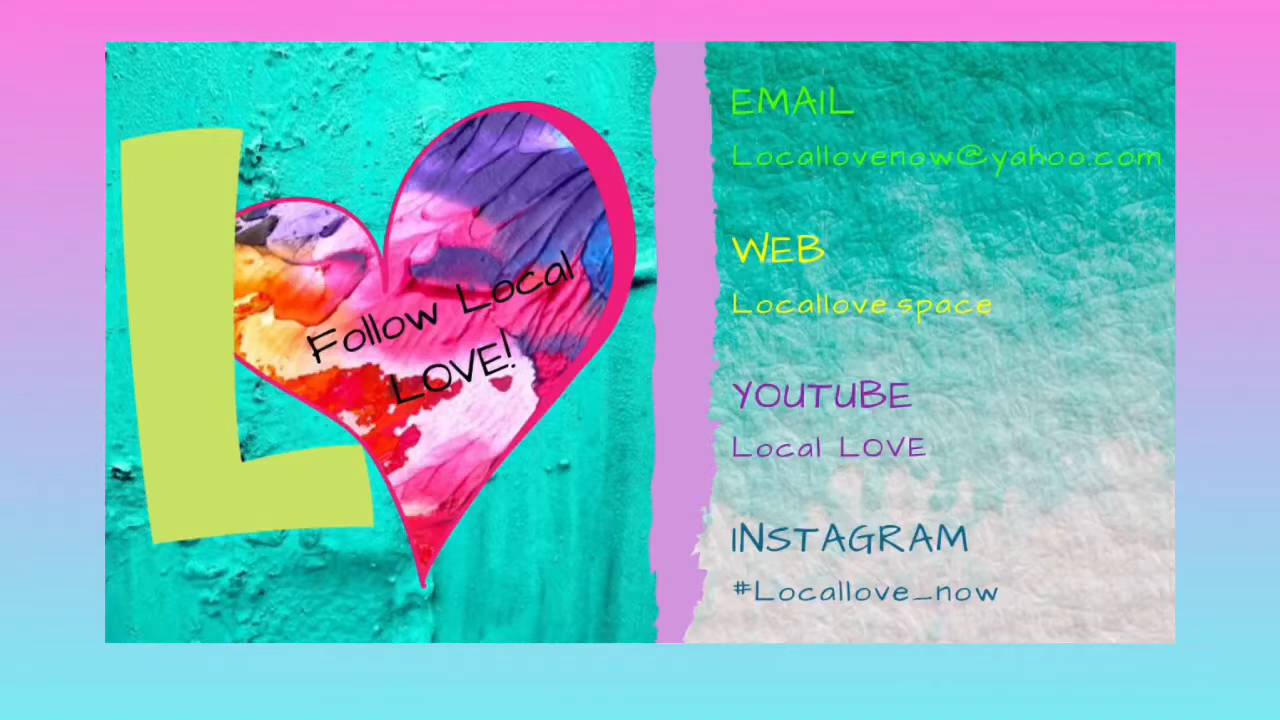 L
Follow Local
LOVE!
EMAIL
Locallovenow@yahoo.com
WEB
Locallove.space
YOUTUBE
Local LOVE
INSTAGRAM
#Locallove_now